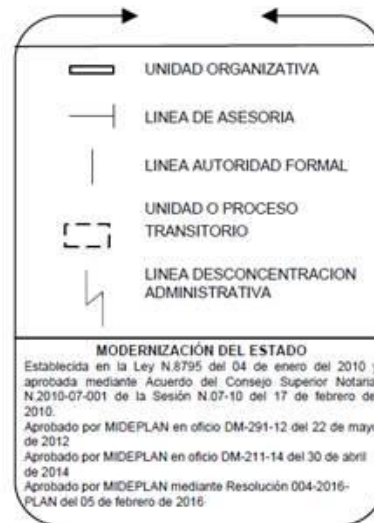 UNIDAD ORGANIZATIVA
LINEA DE ASESORIA
LINEA AUTORIDAD FORMAL
UNIDAD O PROCESO
TRANSITORIO
LINEA DESCONCENTRACION
ADMINISTRATIVA
MODERNIZACIÓN DEL ESTADO
Establecida en la Ley N.8795 del 04 de enero del 2010 y
aprobada mediante Acuerdo del Consejo Superior Notarial
N.2010-07-001 de la Sesión N.07-10 del 17 de febrero de
2010.
Aprobado por MIDEPLAN en oficio DM-291-12 del 22 de mayo
de 2012
Aprobado por MIDEPLAN en oficio DM-211-14 del 30 de abril
de 2014
Aprobado por MIDEPLAN mediante Resolución 004-2016-
PLAN del 05 de febrero de 2016